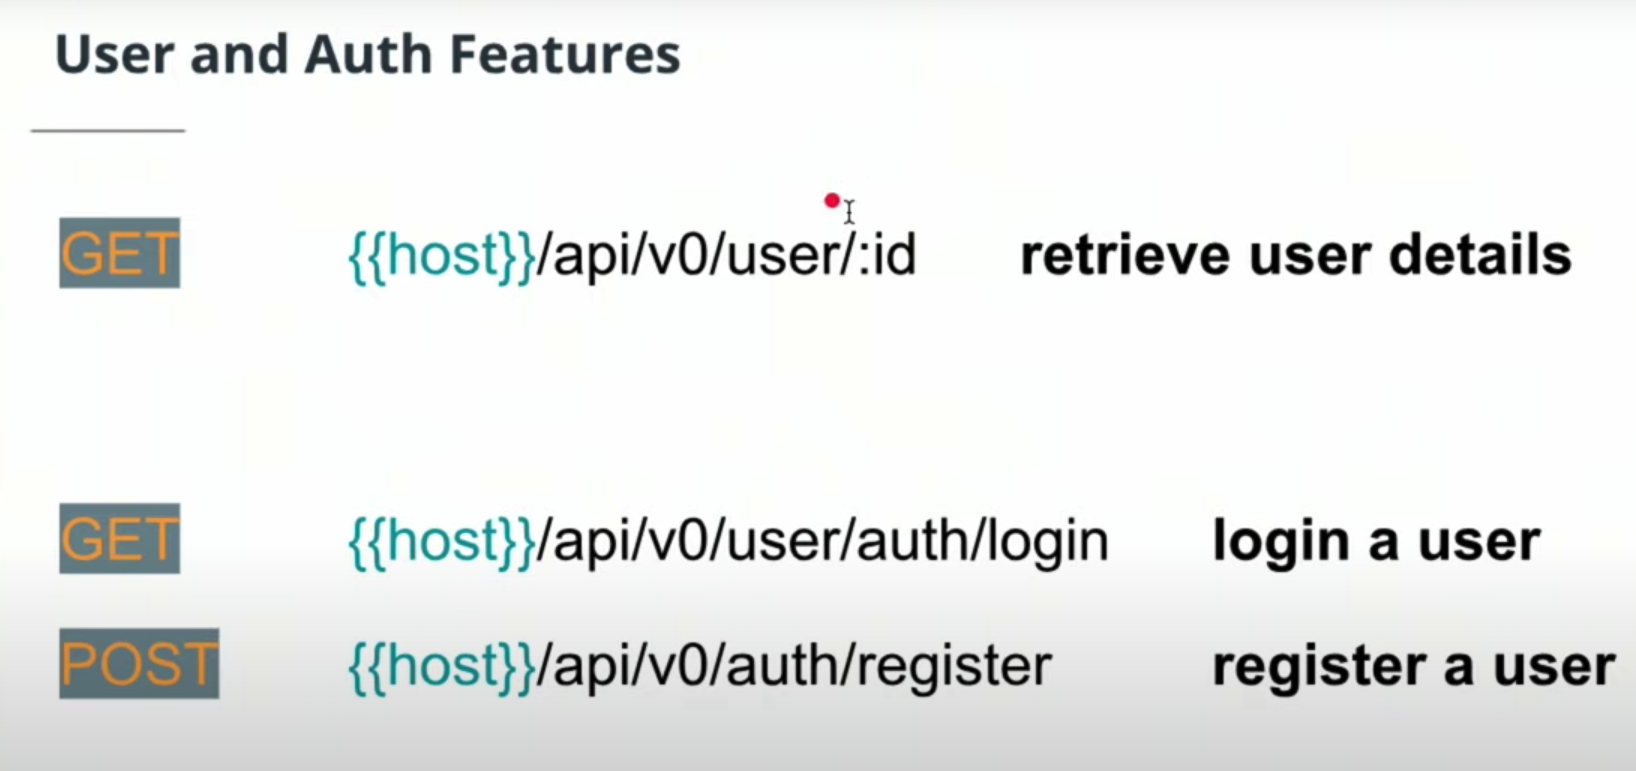 User and Auth Features
GET {{host}}/api/v0/user/:id retrieve user details
GET {{host}}/api/v0/user/auth/login login a user
POST {{host}}/api/v0/auth/register register a user